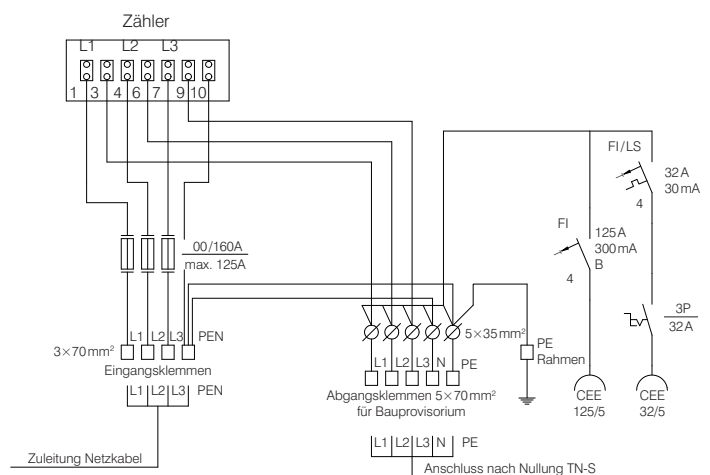 Zähler
L1 L2 L3
1 3 4 6 7 9 10
FI/LS
32 A
30 mA
4
FI
125 A
300 mA
B
4
00/160A
max. 125A
3P
32 A
L1 L2 L3 PEN
3×70 mm²
Eingangsklemmen
5×35 mm²
PE
Rahmen
L1 L2 L3 N PE
Abgangsklemmen 5×70 mm²
für Bauprovisorium
CEE
125/5
CEE
32/5
L1 L2 L3 PEN
L1 L2 L3 N PE
Zuleitung Netzkabel
Anschluss nach Nullung TN-S